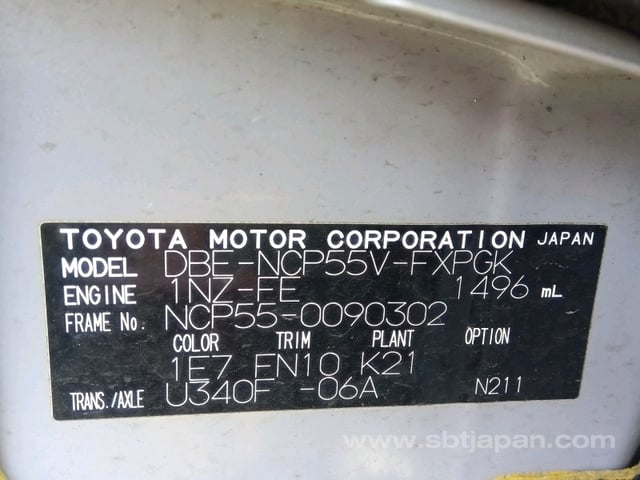 TOYOTA MOTOR CORPORATION JAPAN
MODEL DBE-NCP55V-FXPGK
ENGINE 1NZ-FE 1496 mL
FRAME No. NCP55-0090302
COLOR TRIM PLANT OPTION
1E7 FN10 K21
TRANS./AXLE U340F -06A N211
www.sbtjapan.com